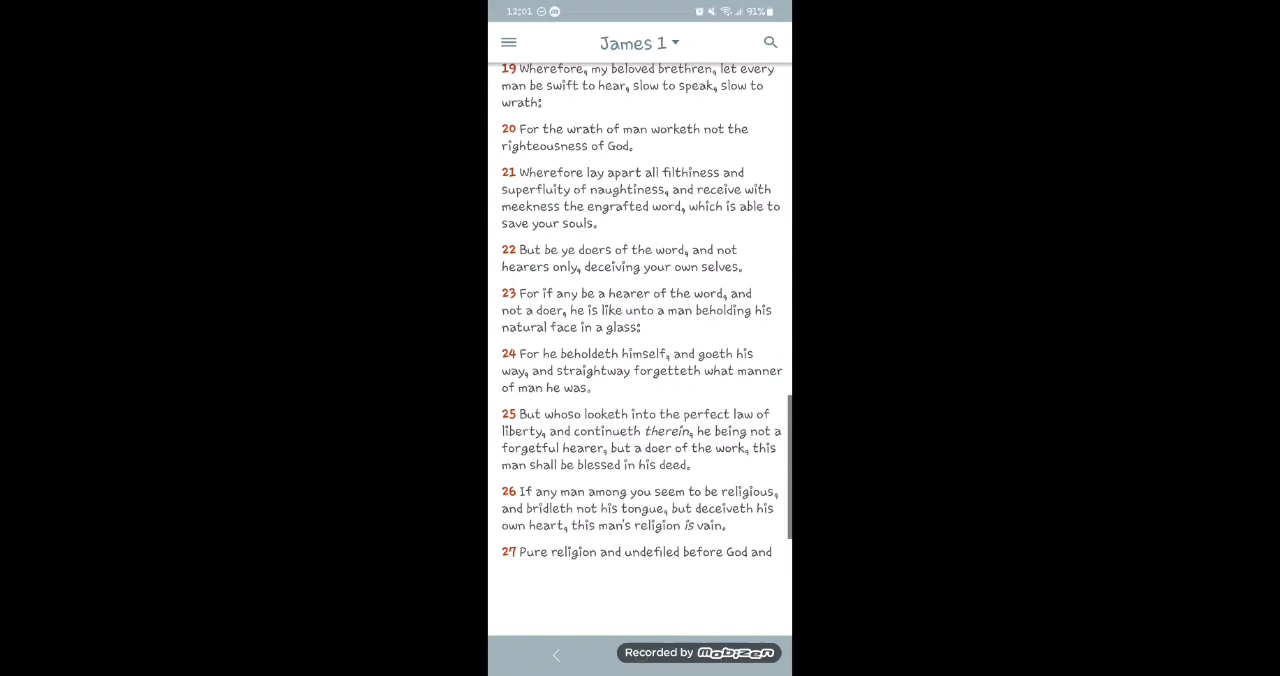 12:01
91%
James 1
19 Wherefore, my beloved brethren, let every
man be swift to hear, slow to speak, slow to
wrath:
20 For the wrath of man worketh not the
righteousness of God.
21 Wherefore lay apart all filthiness and
superfluity of naughtiness, and receive with
meekness the engrafted word, which is able to
save your souls.
22 But be ye doers of the word, and not
hearers only, deceiving your own selves.
23 For if any be a hearer of the word, and
not a doer, he is like unto a man beholding his
natural face in a glass:
24 For he beholdeth himself, and goeth his
way, and straightway forgetteth what manner
of man he was.
25 But whoso looketh into the perfect law of
liberty, and continueth therein, he being not a
forgetful hearer, but a doer of the work, this
man shall be blessed in his deed.
26 If any man among you seem to be religious,
and bridleth not his tongue, but deceiveth his
own heart, this man's religion is vain.
27 Pure religion and undefiled before God and
Recorded by mobizen